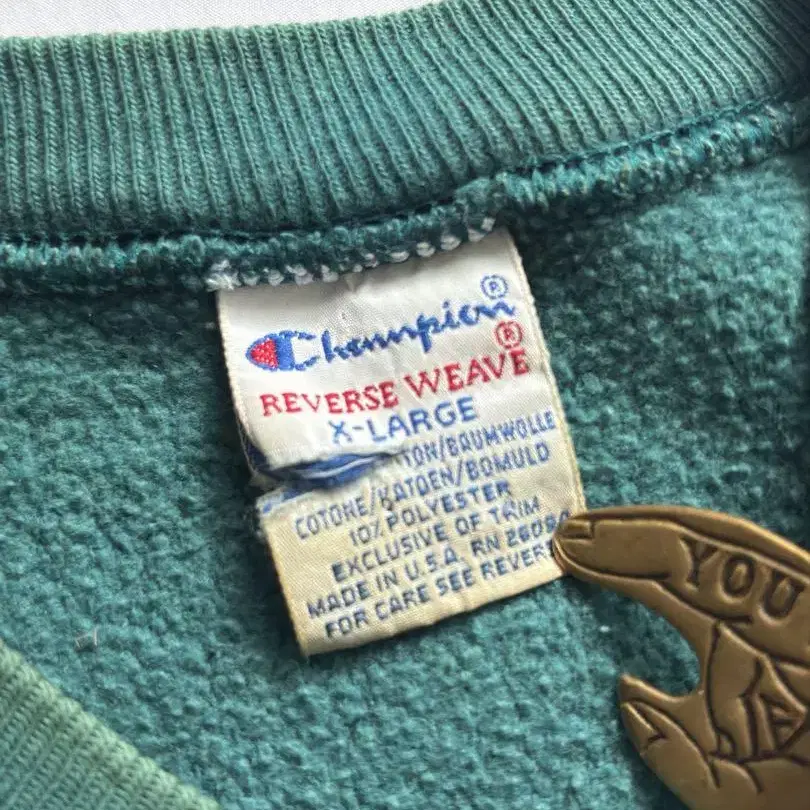 Champion®
REVERSE WEAVE®
X-LARGE
TON/BAUMWOLLE
COTONE/KATOEN/BOMULD
10% POLYESTER
EXCLUSIVE OF TRIM
MADE IN U.S.A. RN 26094
FOR CARE SEE REVER
YOU